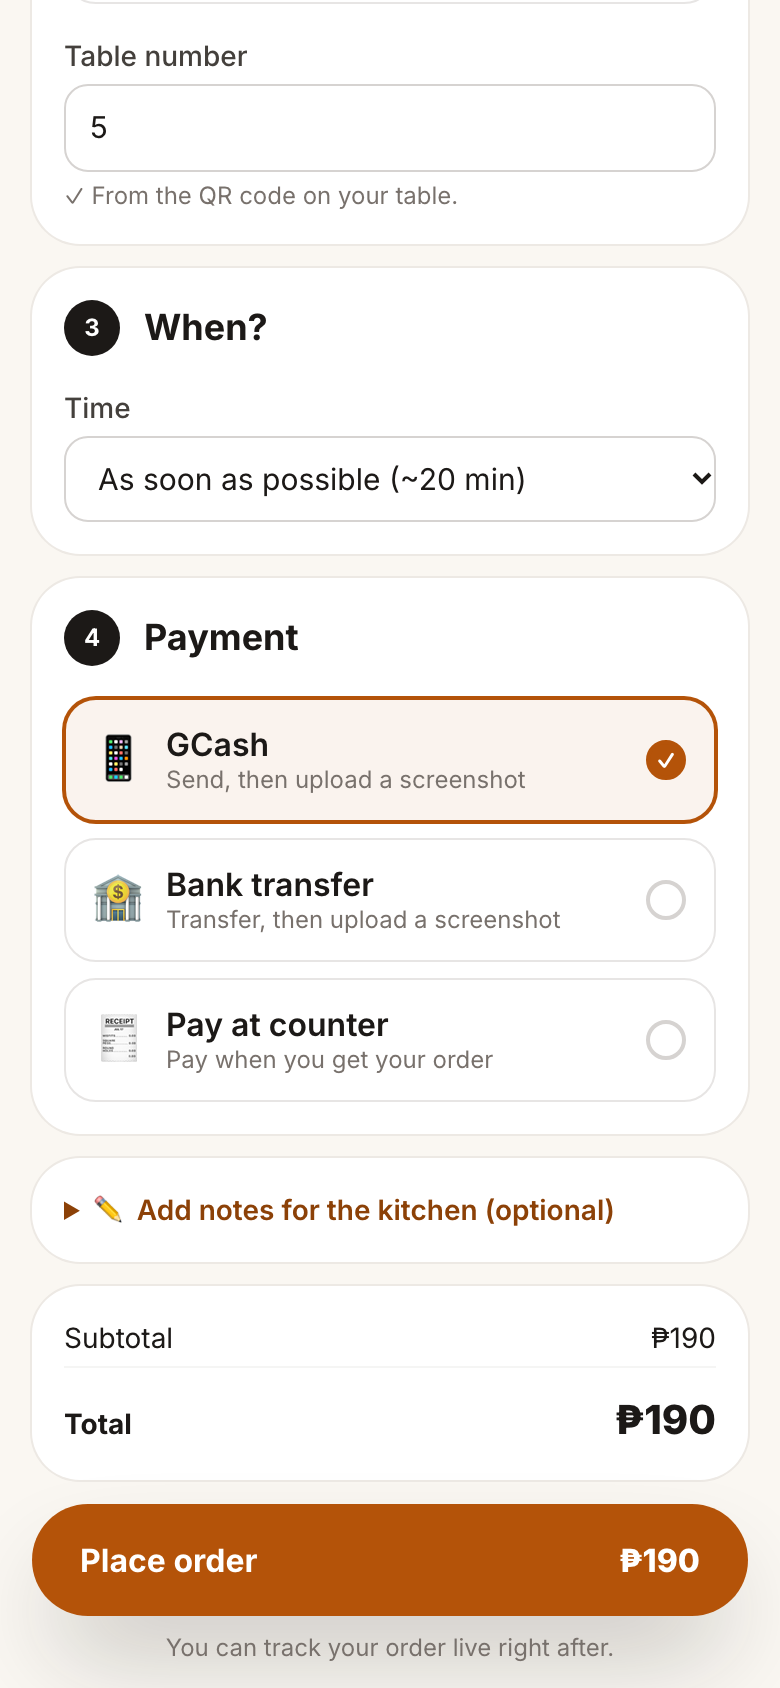 Table number
5
✓ From the QR code on your table.
3 When?
Time
As soon as possible (~20 min)
4 Payment
GCash
Send, then upload a screenshot
Bank transfer
Transfer, then upload a screenshot
RECEIPT
Pay at counter
Pay when you get your order
Add notes for the kitchen (optional)
Subtotal ₱190
Total ₱190
Place order ₱190
You can track your order live right after.